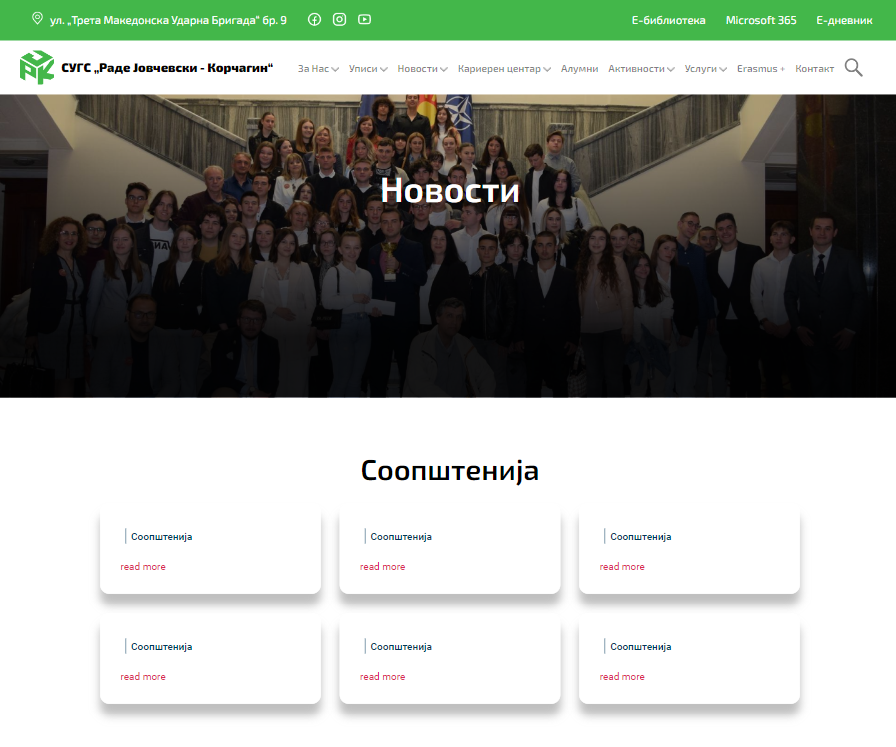 ул. „Трета Македонска Ударна Бригада“ бр. 9
Е-библиотека Microsoft 365 Е-дневник
СУГС „Раде Јовчевски - Корчагин“
За Нас Уписи Новости Кариерен центар Алумни Активности Услуги Erasmus + Контакт
Новости
Соопштенија
Соопштенија Соопштенија Соопштенија
read more read more read more
Соопштенија Соопштенија Соопштенија
read more read more read more